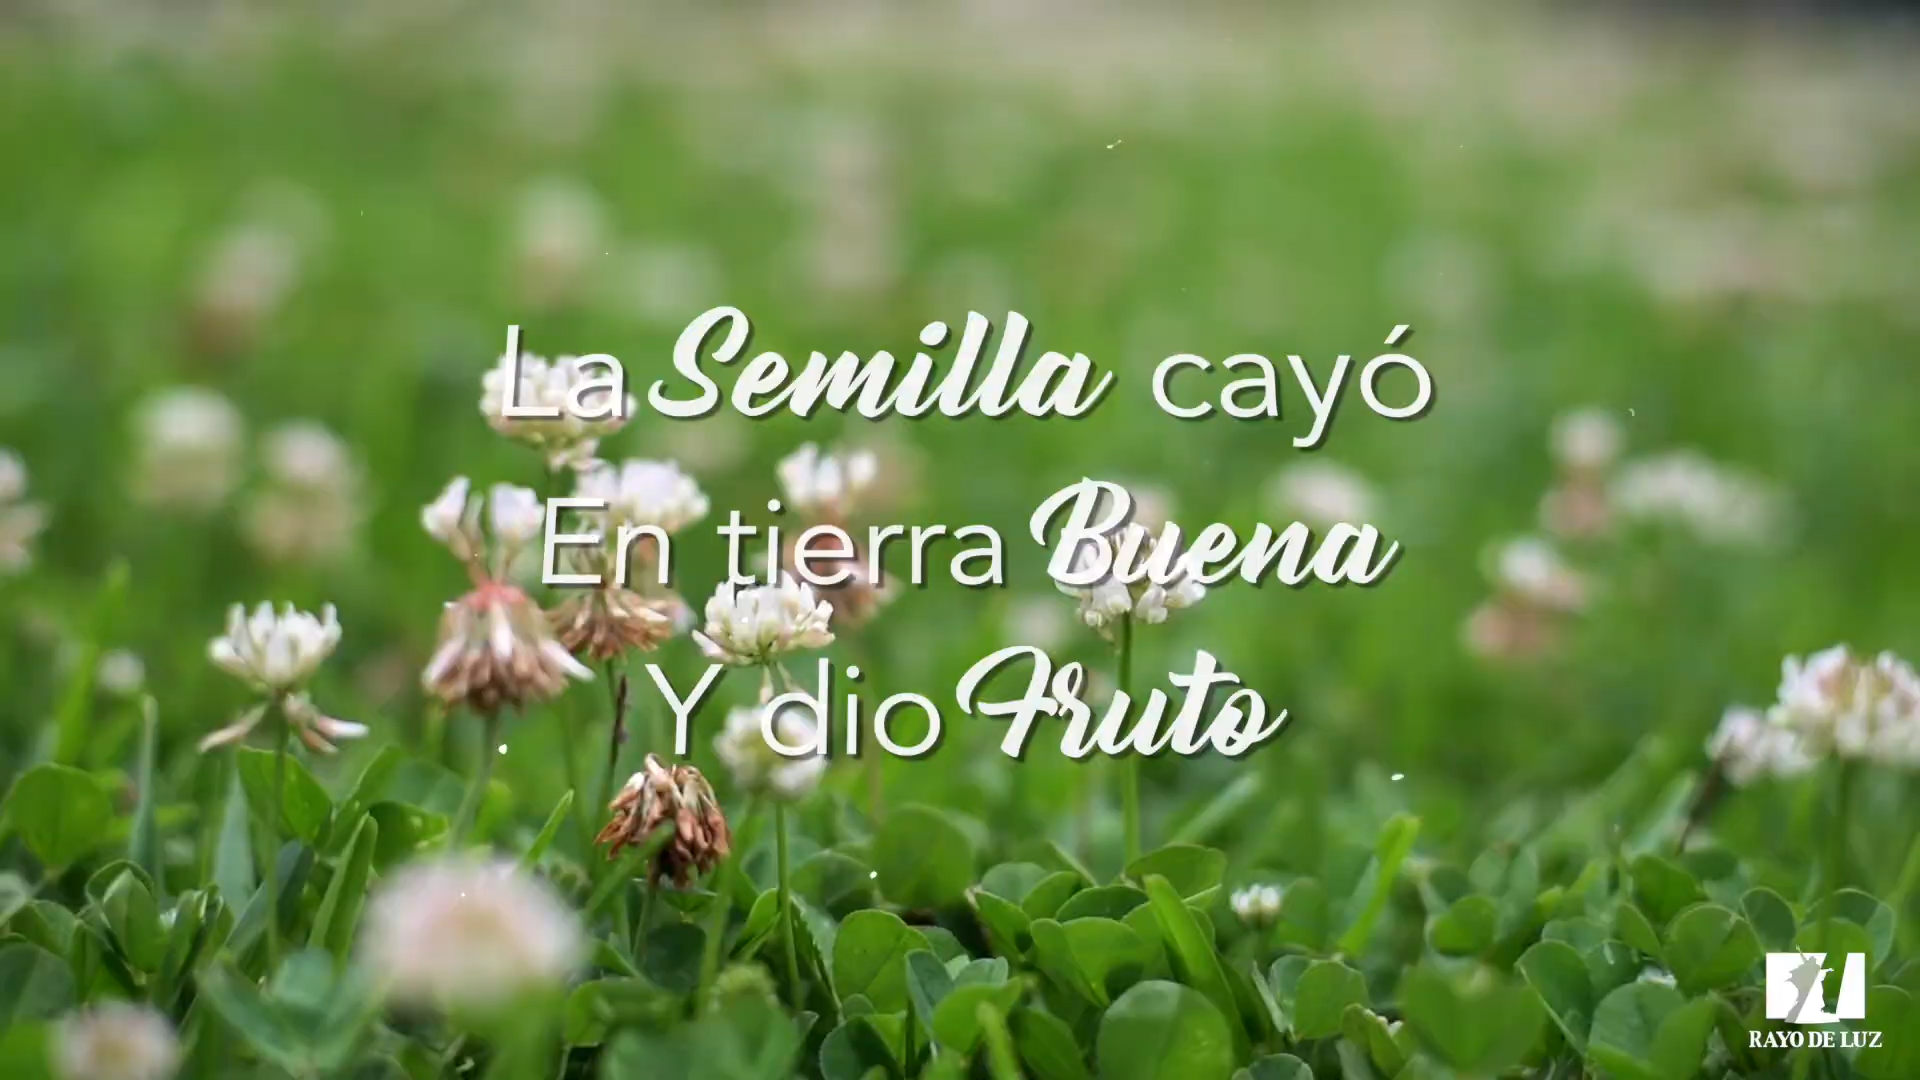 La Semilla cayó
En tierra Buena
Y dio Fruto
RAYO DE LUZ